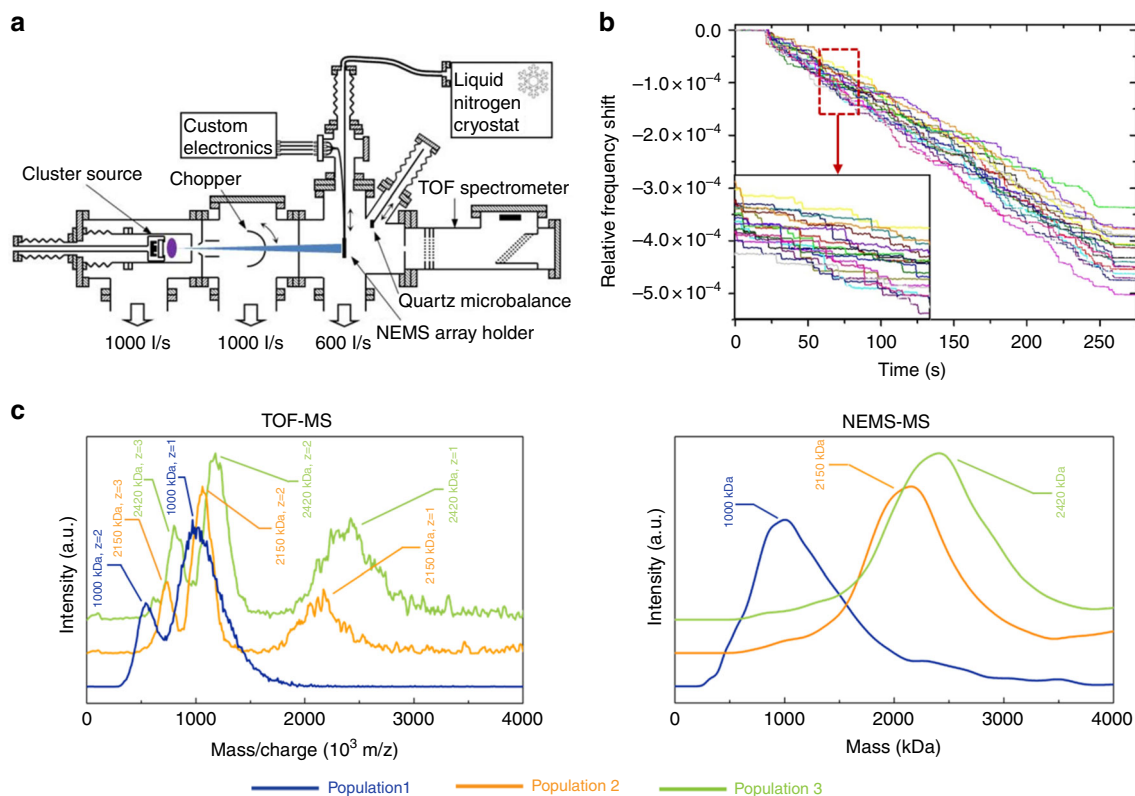 a
Liquid
nitrogen
cryostat
Custom
electronics
Cluster source
Chopper
TOF spectrometer
Quartz microbalance
NEMS array holder
1000 l/s
1000 l/s
600 l/s
b
0.0
−1.0×10⁻⁴
−2.0×10⁻⁴
−3.0×10⁻⁴
−4.0×10⁻⁴
−5.0×10⁻⁴
Relative frequency shift
0
50
100
150
200
250
Time (s)
c
TOF-MS
1000 kDa, z=2
2150 kDa, z=3
2420 kDa, z=3
1000 kDa, z=1
2150 kDa, z=2
2420 kDa, z=2
2150 kDa, z=1
2420 kDa, z=1
Intensity (a.u.)
0
1000
2000
3000
4000
Mass/charge (10³ m/z)
NEMS-MS
1000 kDa
2150 kDa
2420 kDa
Intensity (a.u.)
0
1000
2000
3000
4000
Mass (kDa)
Population1
Population 2
Population 3